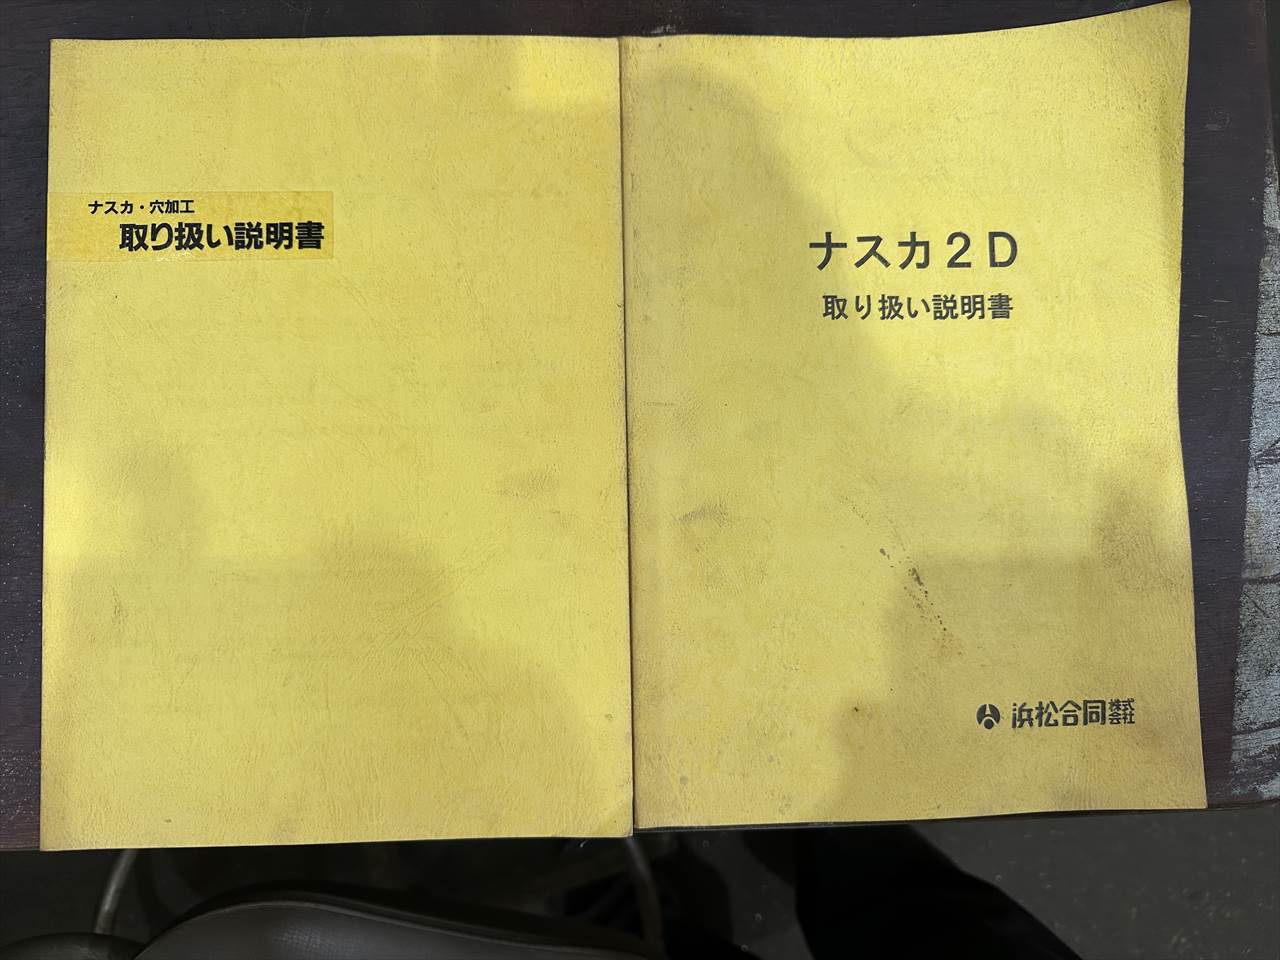 ナスカ・穴加工
取り扱い説明書
ナスカ２Ｄ
取り扱い説明書
浜松合同株式会社